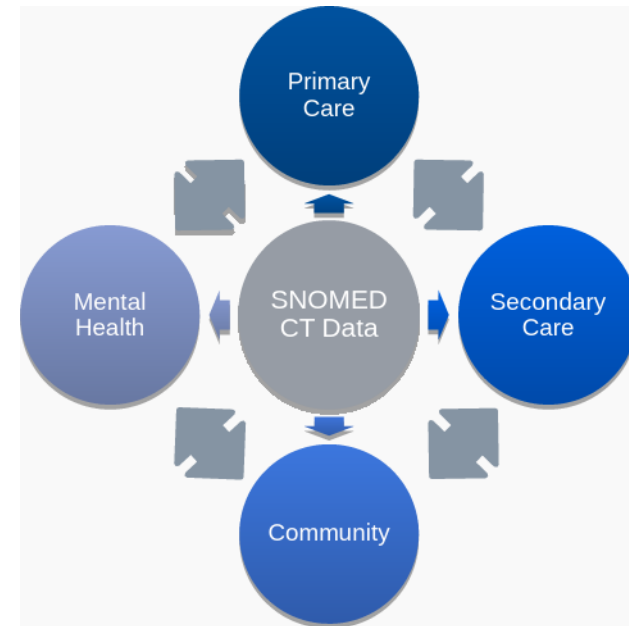 Primary
Care
Mental
Health
SNOMED
CT Data
Secondary
Care
Community